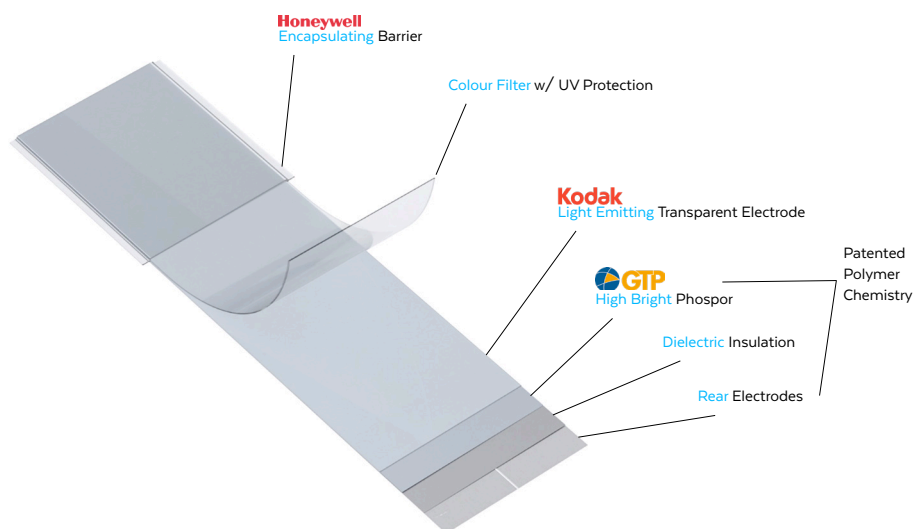 Honeywell
Encapsulating Barrier
Colour Filter w/ UV Protection
Kodak
Light Emitting Transparent Electrode
GTP
High Bright Phospor
Patented
Polymer
Chemistry
Dielectric Insulation
Rear Electrodes